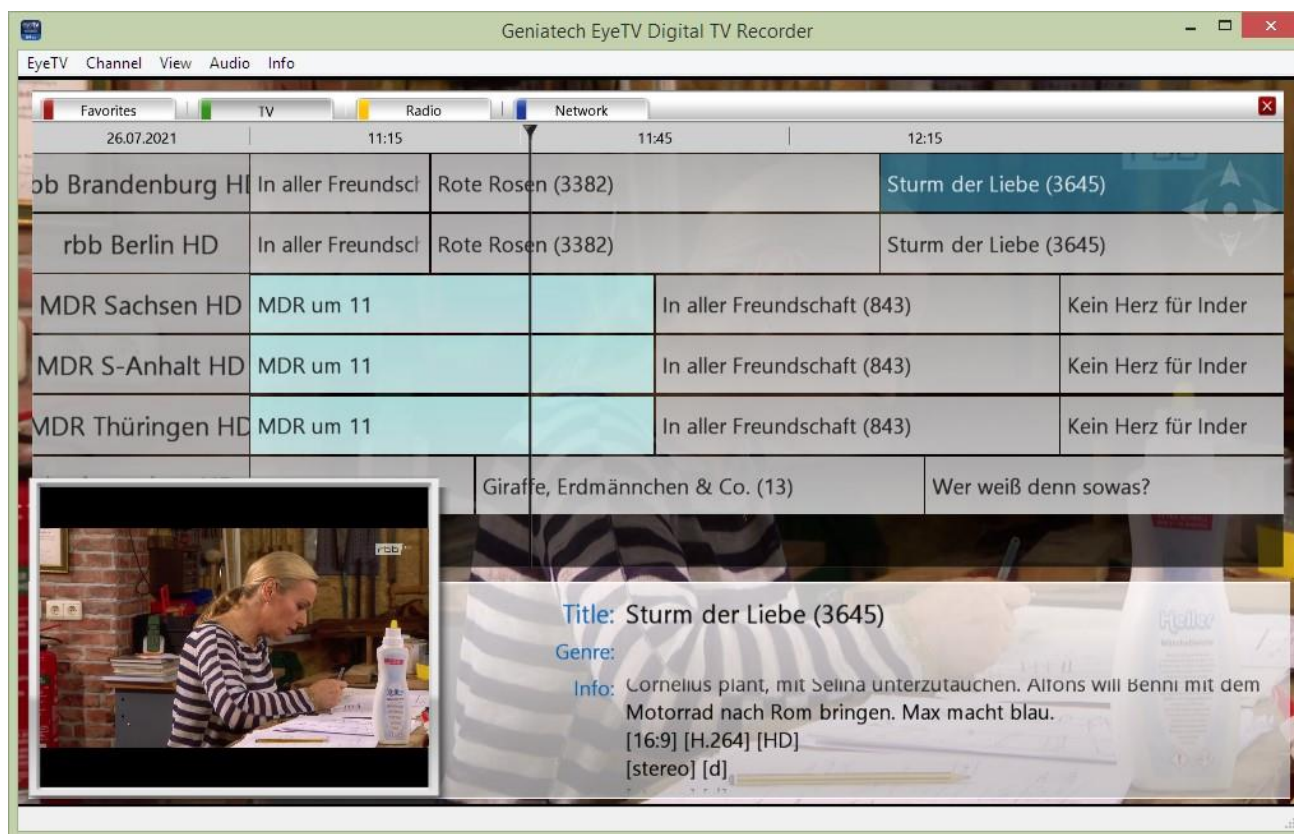 Geniatech EyeTV Digital TV Recorder
EyeTV Channel View Audio Info
Favorites TV Radio Network
26.07.2021 11:15 11:45 12:15
bb Brandenburg HD In aller Freundsch Rote Rosen (3382) Sturm der Liebe (3645)
rbb Berlin HD In aller Freundsch Rote Rosen (3382) Sturm der Liebe (3645)
MDR Sachsen HD MDR um 11 In aller Freundschaft (843) Kein Herz für Inder
MDR S-Anhalt HD MDR um 11 In aller Freundschaft (843) Kein Herz für Inder
MDR Thüringen HD MDR um 11 In aller Freundschaft (843) Kein Herz für Inder
Giraffe, Erdmännchen & Co. (13) Wer weiß denn sowas?
rbb
Title: Sturm der Liebe (3645)
Genre:
Info: Cornelius plant, mit Selina unterzutauchen. Alfons will Benni mit dem
Motorrad nach Rom bringen. Max macht blau.
[16:9] [H.264] [HD]
[stereo] [d]